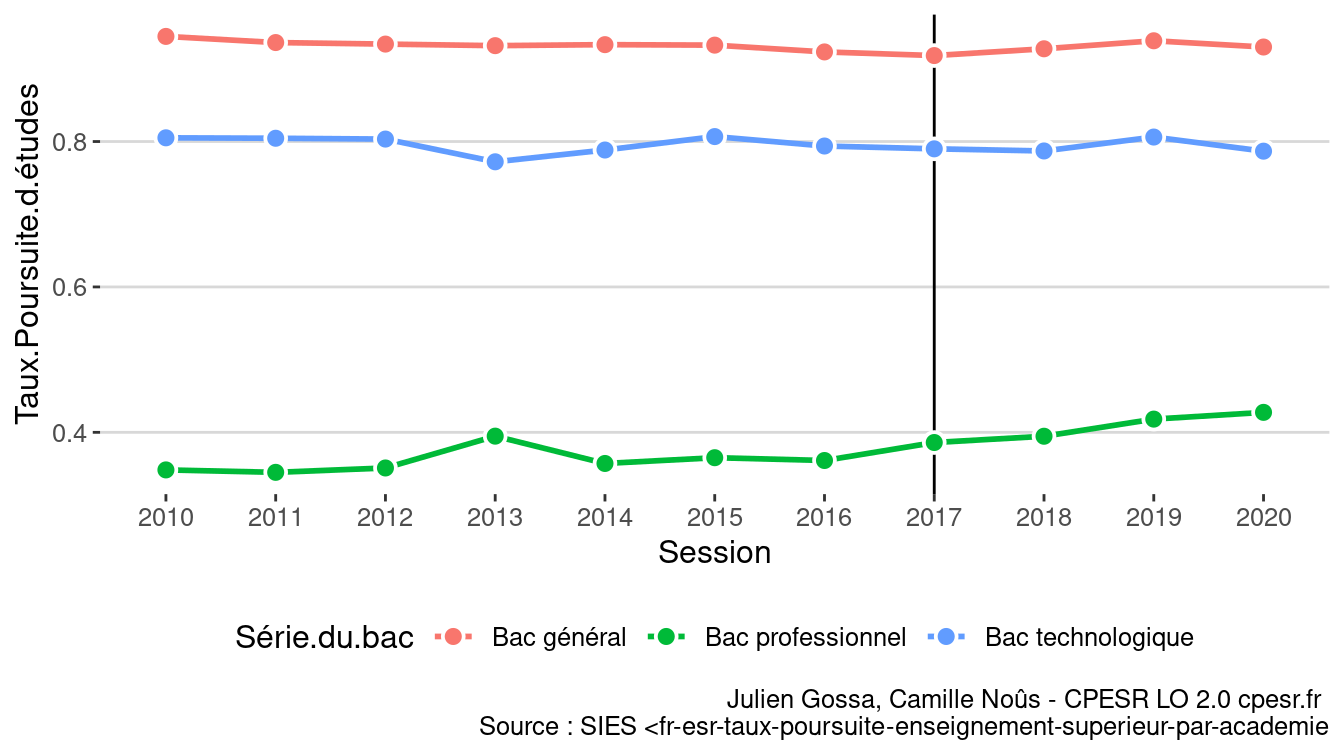 Taux.Poursuite.d.études
0.8
0.6
0.4
2010 2011 2012 2013 2014 2015 2016 2017 2018 2019 2020
Session
Série.du.bac Bac général Bac professionnel Bac technologique
Julien Gossa, Camille Noûs - CPESR LO 2.0 cpesr.fr
Source : SIES <fr-esr-taux-poursuite-enseignement-superieur-par-academie